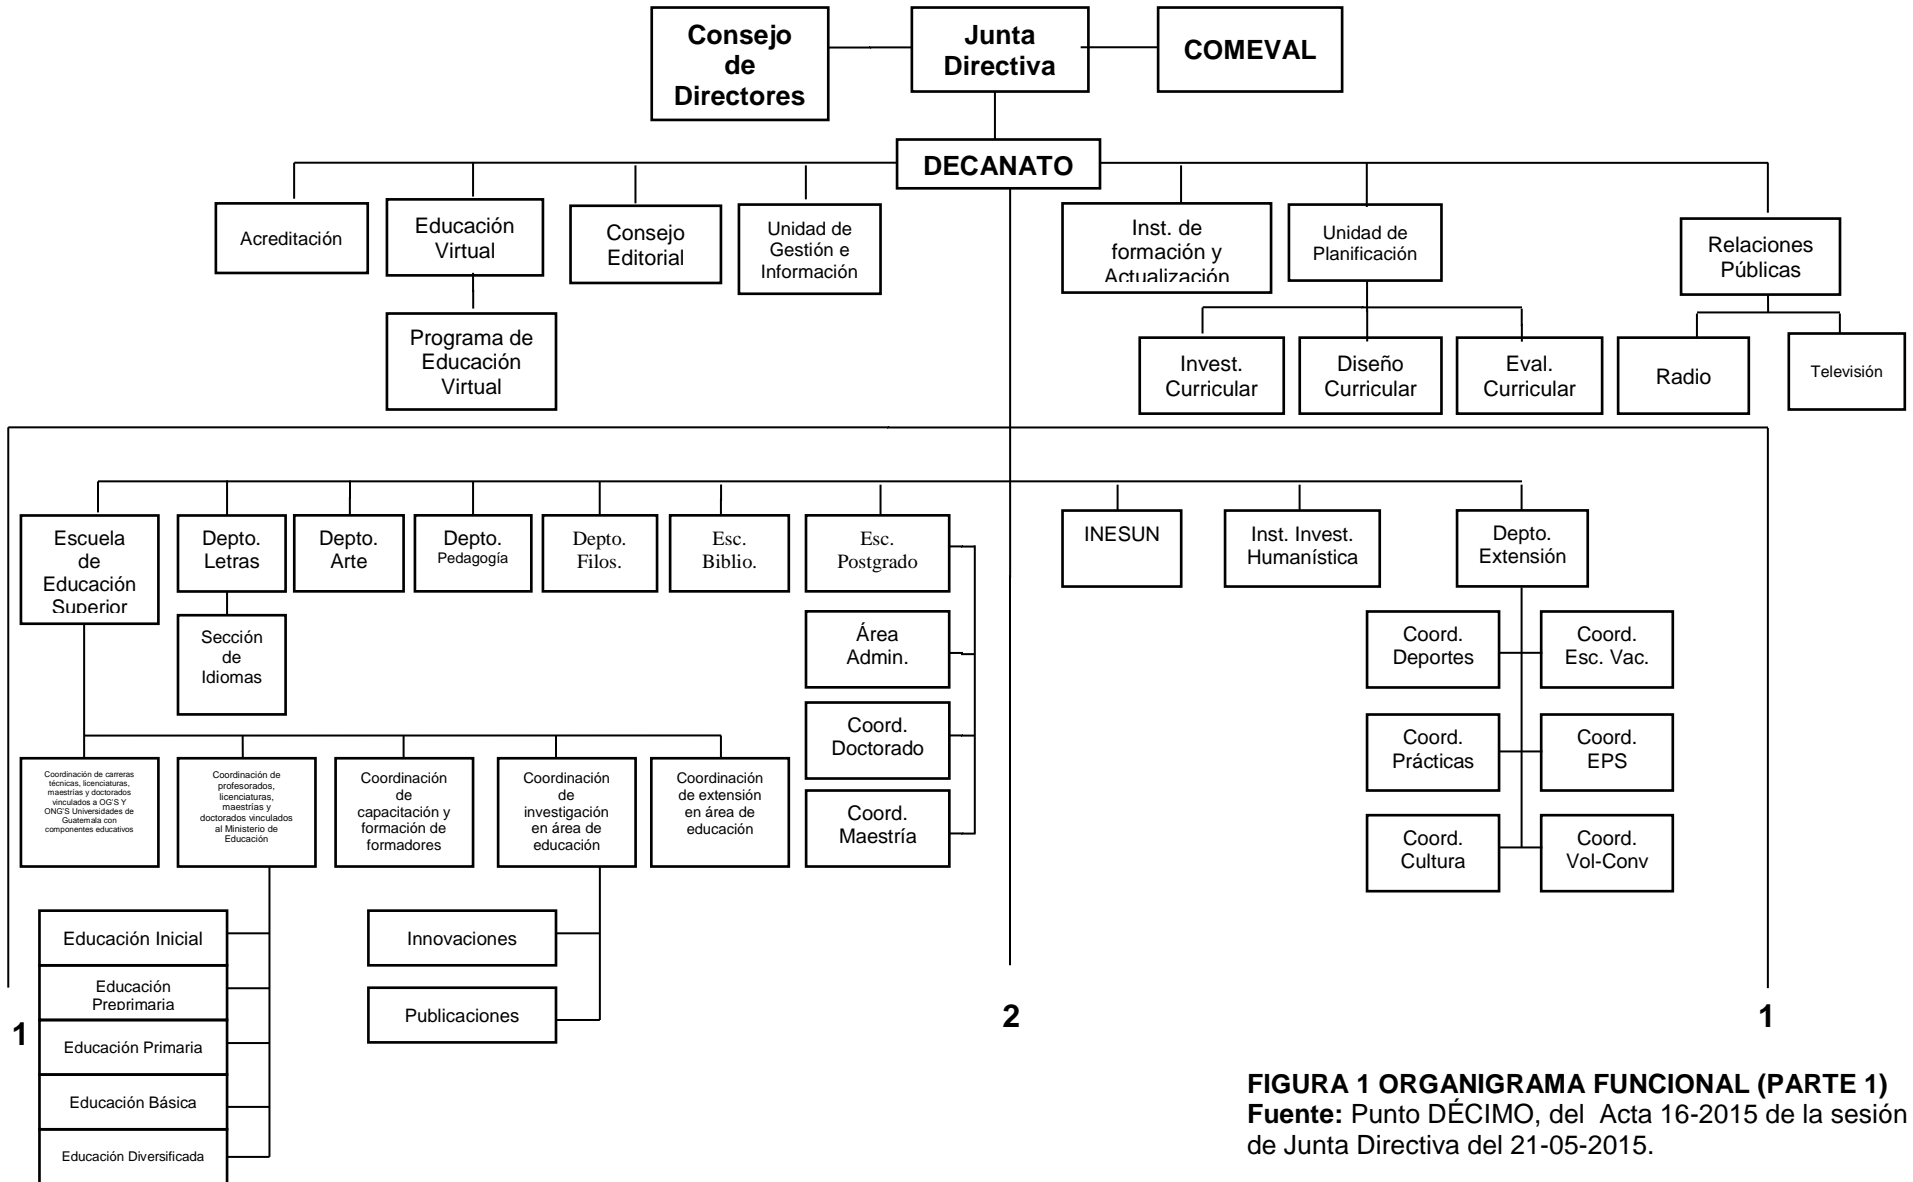 Consejo
de
Directores
Junta
Directiva
COMEVAL
DECANATO
Acreditación
Educación
Virtual
Consejo
Editorial
Unidad de
Gestión e
Información
Inst. de
formación y
Actualización
Unidad de
Planificación
Relaciones
Públicas
Programa de
Educación
Virtual
Invest.
Curricular
Diseño
Curricular
Eval.
Curricular
Radio
Televisión
Escuela
de
Educación
Superior
Depto.
Letras
Depto.
Arte
Depto.
Pedagogía
Depto.
Filos.
Esc.
Biblio.
Esc.
Postgrado
INESUN
Inst. Invest.
Humanística
Depto.
Extensión
Sección
de
Idiomas
Área
Admin.
Coord.
Doctorado
Coord.
Maestría
Coord.
Deportes
Coord.
Esc. Vac.
Coord.
Prácticas
Coord.
EPS
Coord.
Cultura
Coord.
Vol-Conv
Coordinación de carreras
técnicas, licenciaturas,
maestrías y doctorados
vinculados a OG'S Y
ONG'S Universidades de
Guatemala con
componentes educativos
Coordinación de
profesorados,
licenciaturas,
maestrías y
doctorados vinculados
al Ministerio de
Educación
Coordinación
de
capacitación y
formación de
formadores
Coordinación
de
investigación
en área de
educación
Coordinación
de extensión
en área de
educación
Educación Inicial
Educación
Preprimaria
Educación Primaria
Educación Básica
Educación Diversificada
Innovaciones
Publicaciones
1
2
1
FIGURA 1 ORGANIGRAMA FUNCIONAL (PARTE 1)
Fuente: Punto DÉCIMO, del Acta 16-2015 de la sesión
de Junta Directiva del 21-05-2015.